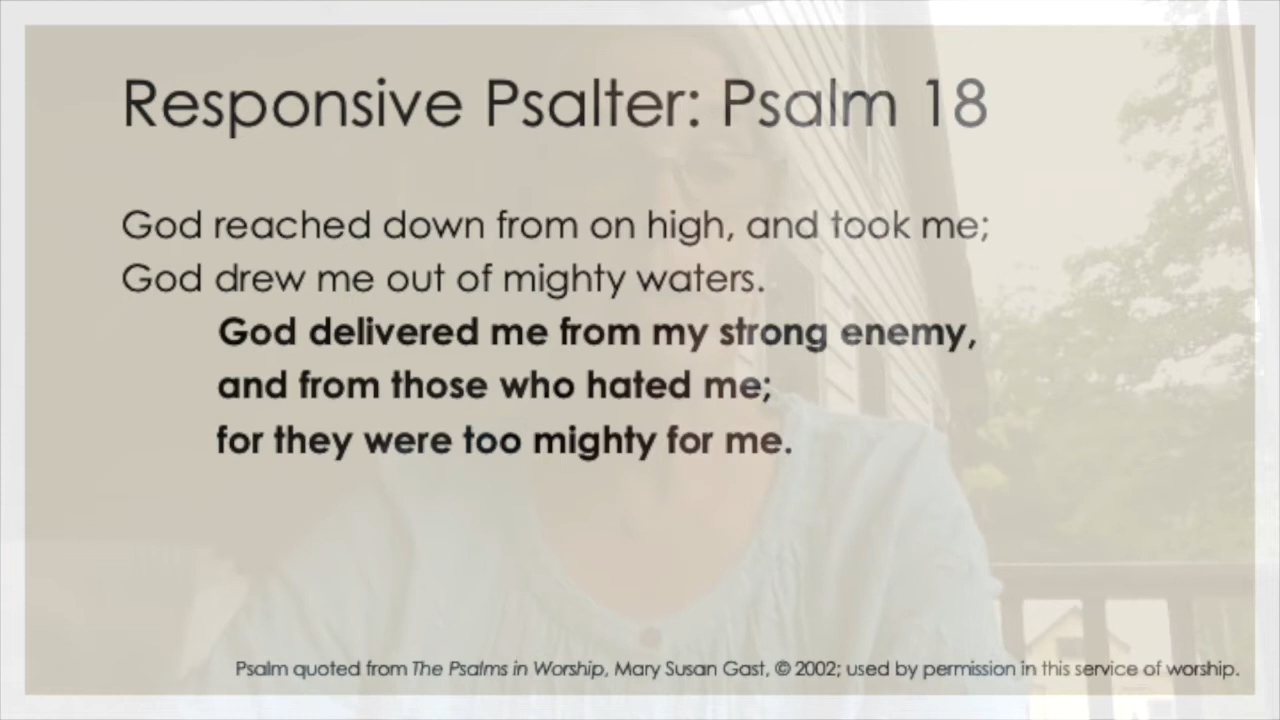 Responsive Psalter: Psalm 18
God reached down from on high, and took me;
God drew me out of mighty waters.
God delivered me from my strong enemy,
and from those who hated me;
for they were too mighty for me.
Psalm quoted from The Psalms in Worship, Mary Susan Gast, © 2002; used by permission in this service of worship.